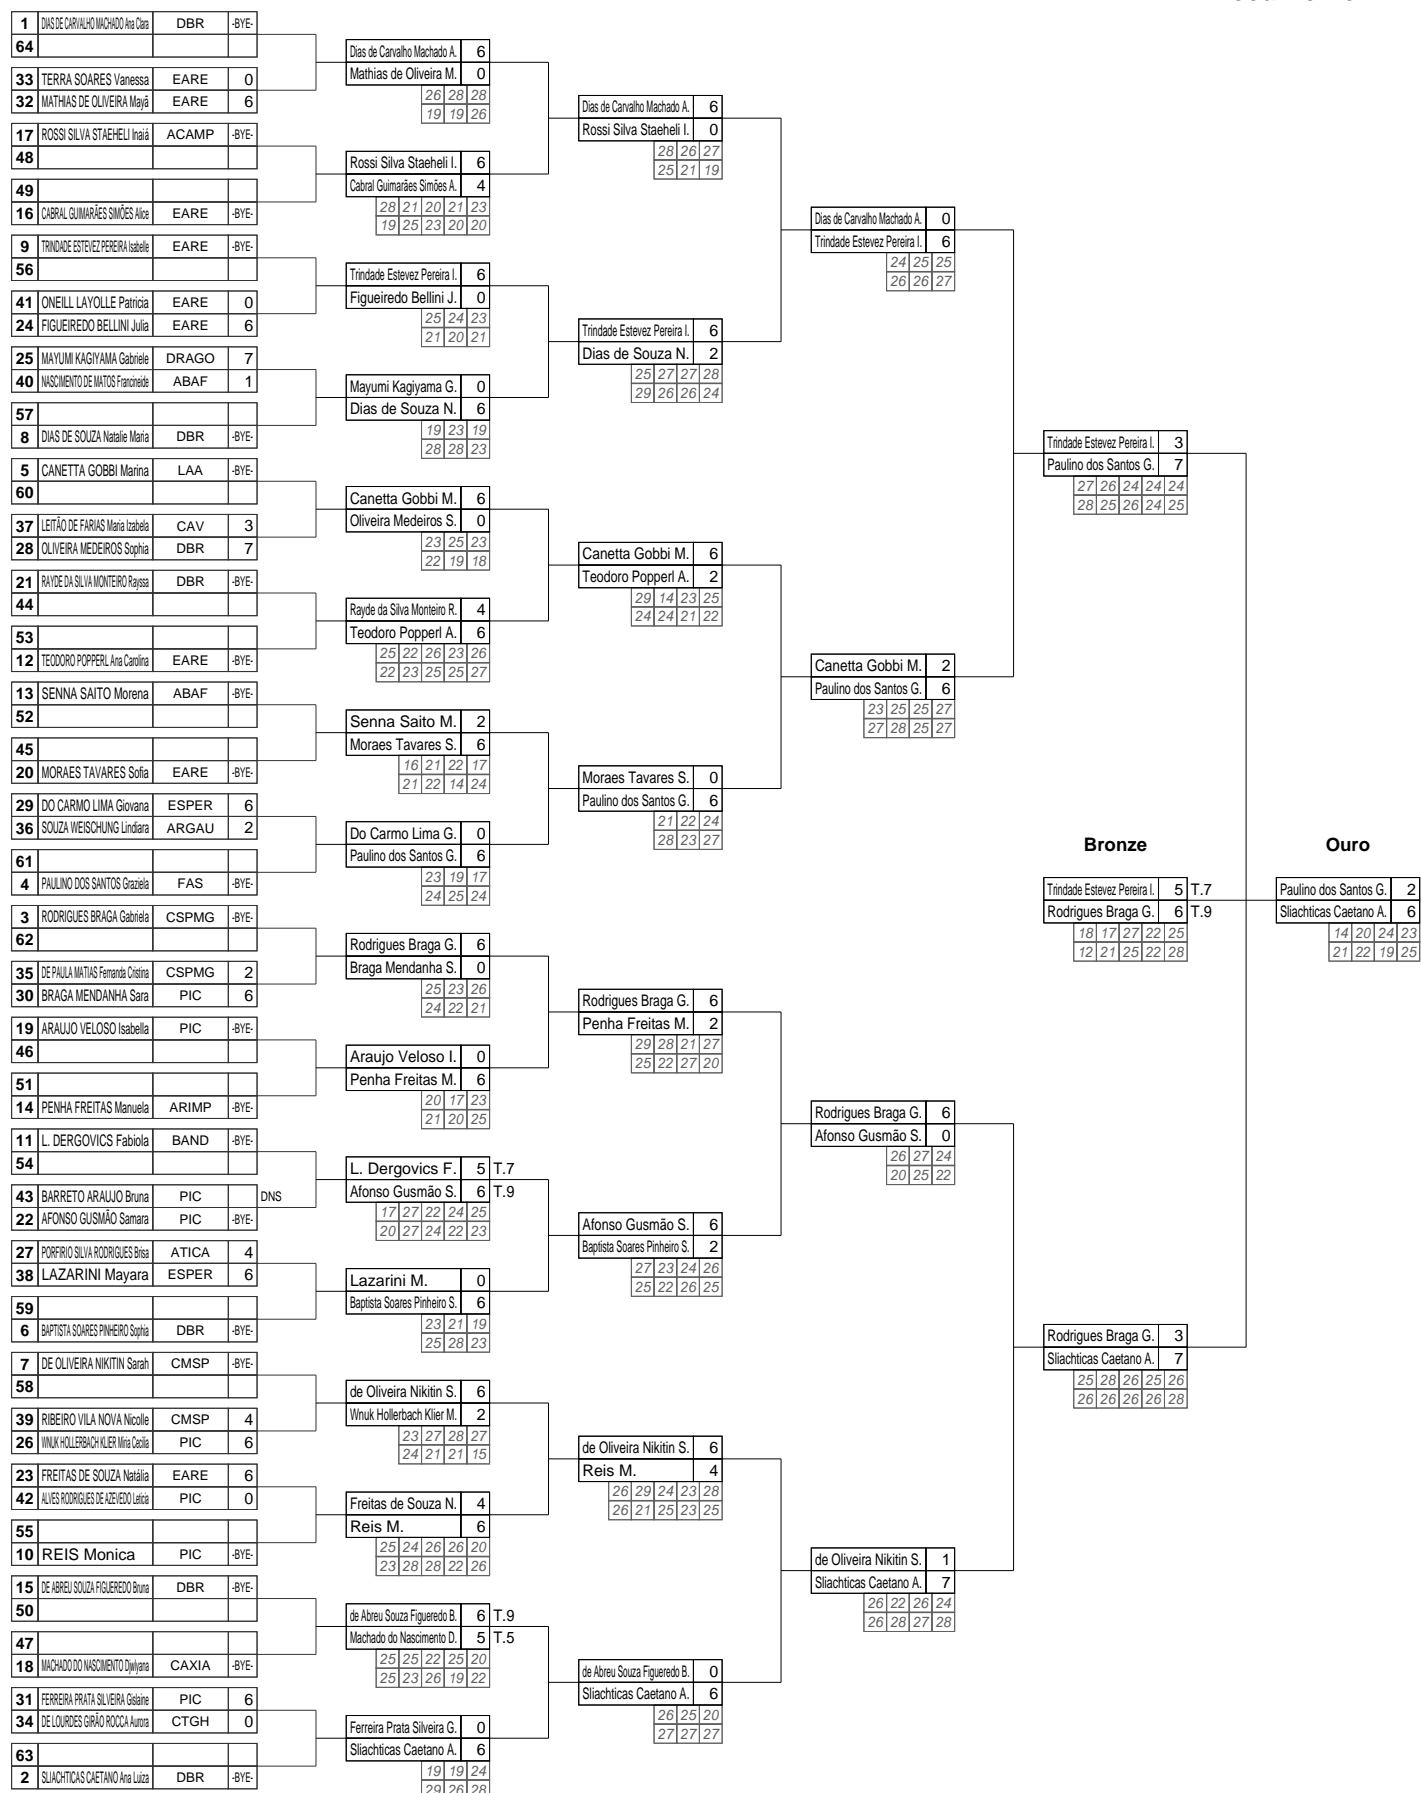 1 DIAS DE CARVALHO MACHADO Ana Clara DBR -BYE-
64
33 TERRA SOARES Vanessa EARE 0
32 MATHIAS DE OLIVEIRA Mayã EARE 6
17 ROSSI SILVA STAEHELI Inaiá ACAMP -BYE-
48
49
16 CABRAL GUIMARÃES SIMÕES Alice EARE -BYE-
9 TRINDADE ESTEVEZ PEREIRA Isabelle EARE -BYE-
56
41 ONEILL LAYOLLE Patricia EARE 0
24 FIGUEIREDO BELLINI Julia EARE 6
25 MAYUMI KAGIYAMA Gabriele DRAGO 7
40 NASCIMENTO DE MATOS Francineide ABAF 1
57
8 DIAS DE SOUZA Natalie Maria DBR -BYE-
5 CANETTA GOBBI Marina LAA -BYE-
60
37 LEITÃO DE FARIAS Maria Izabela CAV 3
28 OLIVEIRA MEDEIROS Sophia DBR 7
21 RAYDE DA SILVA MONTEIRO Rayssa DBR -BYE-
44
53
12 TEODORO POPPERL Ana Carolina EARE -BYE-
13 SENNA SAITO Morena ABAF -BYE-
52
45
20 MORAES TAVARES Sofia EARE -BYE-
29 DO CARMO LIMA Giovana ESPER 6
36 SOUZA WEISCHUNG Lindiara ARGAU 2
61
4 PAULINO DOS SANTOS Graziela FAS -BYE-
3 RODRIGUES BRAGA Gabriela CSPMG -BYE-
62
35 DE PAULA MATIAS Fernanda Cristina CSPMG 2
30 BRAGA MENDANHA Sara PIC 6
19 ARAUJO VELOSO Isabella PIC -BYE-
46
51
14 PENHA FREITAS Manuela ARIMP -BYE-
11 L. DERGOVICS Fabiola BAND -BYE-
54
43 BARRETO ARAUJO Bruna PIC DNS
22 AFONSO GUSMÃO Samara PIC -BYE-
27 PORFIRIO SILVA RODRIGUES Brisa ATICA 4
38 LAZARINI Mayara ESPER 6
59
6 BAPTISTA SOARES PINHEIRO Sophia DBR -BYE-
7 DE OLIVEIRA NIKITIN Sarah CMSP -BYE-
58
39 RIBEIRO VILA NOVA Nicolle CMSP 4
26 WNUK HOLLERBACH KLIER Miria Cecilia PIC 6
23 FREITAS DE SOUZA Natália EARE 6
42 ALVES RODRIGUES DE AZEVEDO Leticia PIC 0
55
10 REIS Monica PIC -BYE-
15 DE ABREU SOUZA FIGUEREDO Bruna DBR -BYE-
50
47
18 MACHADO DO NASCIMENTO Djwlyana CAXIA -BYE-
31 FERREIRA PRATA SILVEIRA Gislaine PIC 6
34 DE LOURDES GIRÃO ROCCA Aurora CTGH 0
63
2 SLIACHTICAS CAETANO Ana Luiza DBR -BYE-
Dias de Carvalho Machado A. 6
Mathias de Oliveira M. 0
26 28 28
19 19 26
Rossi Silva Staeheli I. 6
Cabral Guimarães Simões A. 4
28 21 20 21 23
19 25 23 20 20
Trindade Estevez Pereira I. 6
Figueiredo Bellini J. 0
25 24 23
21 20 21
Mayumi Kagiyama G. 0
Dias de Souza N. 6
19 23 19
28 28 23
Canetta Gobbi M. 6
Oliveira Medeiros S. 0
23 25 23
22 19 18
Rayde da Silva Monteiro R. 4
Teodoro Popperl A. 6
25 22 26 23 26
22 23 25 25 27
Senna Saito M. 2
Moraes Tavares S. 6
16 21 22 17
21 22 14 24
Do Carmo Lima G. 0
Paulino dos Santos G. 6
23 19 17
24 25 24
Rodrigues Braga G. 6
Braga Mendanha S. 0
25 23 26
24 22 21
Araujo Veloso I. 0
Penha Freitas M. 6
20 17 23
21 20 25
L. Dergovics F. 5 T.7
Afonso Gusmão S. 6 T.9
17 27 22 24 25
20 27 24 22 23
Lazarini M. 0
Baptista Soares Pinheiro S. 6
23 21 19
25 28 23
de Oliveira Nikitin S. 6
Wnuk Hollerbach Klier M. 2
23 27 28 27
24 21 21 15
Freitas de Souza N. 4
Reis M. 6
25 24 26 26 20
23 28 28 22 26
de Abreu Souza Figueredo B. 6 T.9
Machado do Nascimento D. 5 T.5
25 25 22 25 20
25 23 26 19 22
Ferreira Prata Silveira G. 0
Sliachticas Caetano A. 6
19 19 24
29 26 28
Dias de Carvalho Machado A. 6
Rossi Silva Staeheli I. 0
28 26 27
25 21 19
Trindade Estevez Pereira I. 6
Dias de Souza N. 2
25 27 27 28
29 26 26 24
Canetta Gobbi M. 6
Teodoro Popperl A. 2
29 14 23 25
24 24 21 22
Moraes Tavares S. 0
Paulino dos Santos G. 6
21 22 24
28 23 27
Rodrigues Braga G. 6
Penha Freitas M. 2
29 28 21 27
25 22 27 20
Afonso Gusmão S. 6
Baptista Soares Pinheiro S. 2
27 23 24 26
25 22 26 25
de Oliveira Nikitin S. 6
Reis M. 4
26 29 24 23 28
26 21 25 23 25
de Abreu Souza Figueredo B. 0
Sliachticas Caetano A. 6
26 25 20
27 27 27
Dias de Carvalho Machado A. 0
Trindade Estevez Pereira I. 6
24 25 25
26 26 27
Canetta Gobbi M. 2
Paulino dos Santos G. 6
23 25 25 27
27 28 25 27
Rodrigues Braga G. 6
Afonso Gusmão S. 0
26 27 24
20 25 22
de Oliveira Nikitin S. 1
Sliachticas Caetano A. 7
26 22 26 24
26 28 27 28
Trindade Estevez Pereira I. 3
Paulino dos Santos G. 7
27 26 24 24 24
28 25 26 24 25
Bronze
Trindade Estevez Pereira I. 5 T.7
Rodrigues Braga G. 6 T.9
18 17 27 22 25
12 21 25 22 28
Rodrigues Braga G. 3
Sliachticas Caetano A. 7
25 28 26 25 26
26 26 26 26 28
Ouro
Paulino dos Santos G. 2
Sliachticas Caetano A. 6
14 20 24 23
21 22 19 25